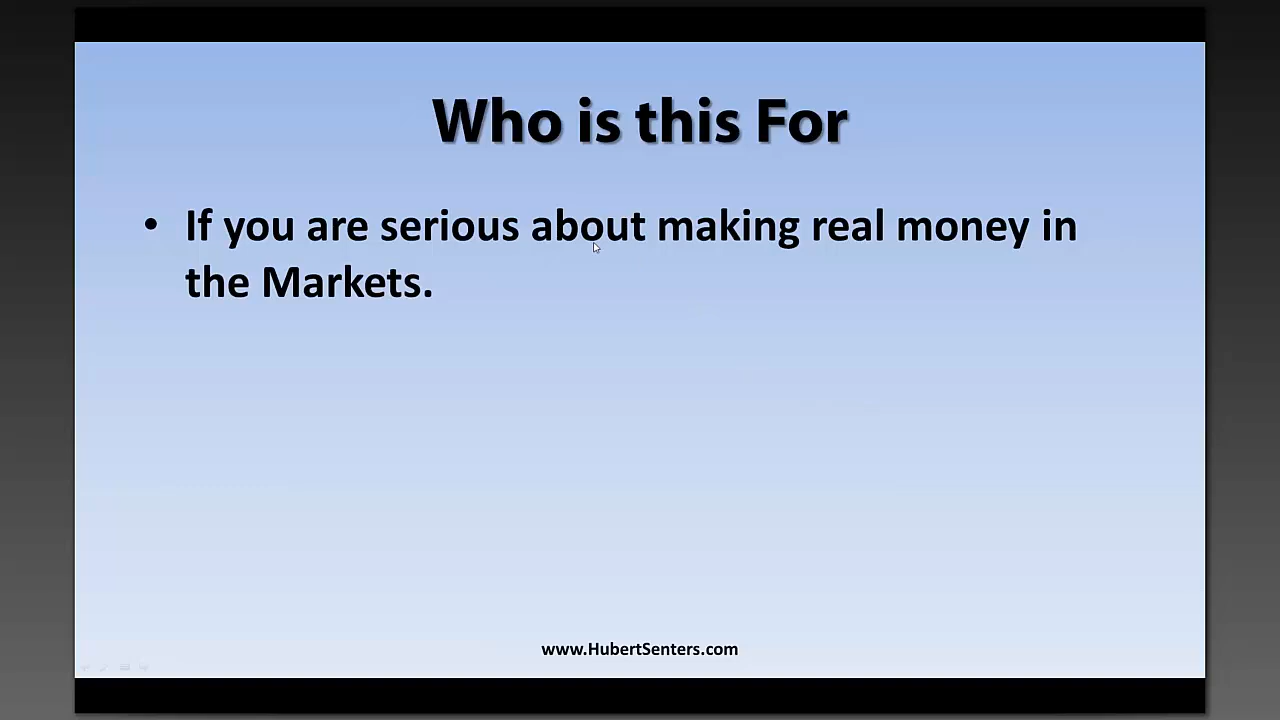 Who is this For
• If you are serious about making real money in
the Markets.
www.HubertSenters.com